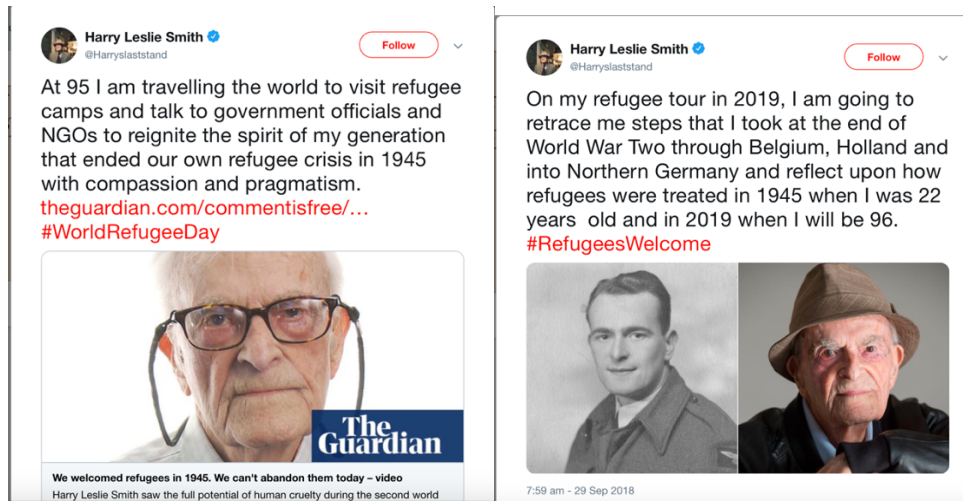 Harry Leslie Smith
@Harryslaststand
Follow
At 95 I am travelling the world to visit refugee
camps and talk to government officials and
NGOs to reignite the spirit of my generation
that ended our own refugee crisis in 1945
with compassion and pragmatism.
theguardian.com/commentisfree/…
#WorldRefugeeDay
The
Guardian
We welcomed refugees in 1945. We can't abandon them today – video
Harry Leslie Smith saw the full potential of human cruelty during the second world
Harry Leslie Smith
@Harryslaststand
Follow
On my refugee tour in 2019, I am going to
retrace me steps that I took at the end of
World War Two through Belgium, Holland and
into Northern Germany and reflect upon how
refugees were treated in 1945 when I was 22
years  old and in 2019 when I will be 96.
#RefugeesWelcome
7:59 am - 29 Sep 2018